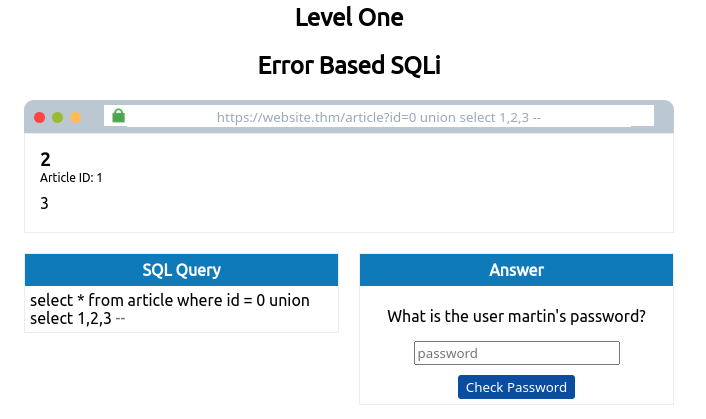 Level One
Error Based SQLi
https://website.thm/article?id=0 union select 1,2,3 --
2
Article ID: 1
3
SQL Query
select * from article where id = 0 union
select 1,2,3 --
Answer
What is the user martin's password?
password
Check Password